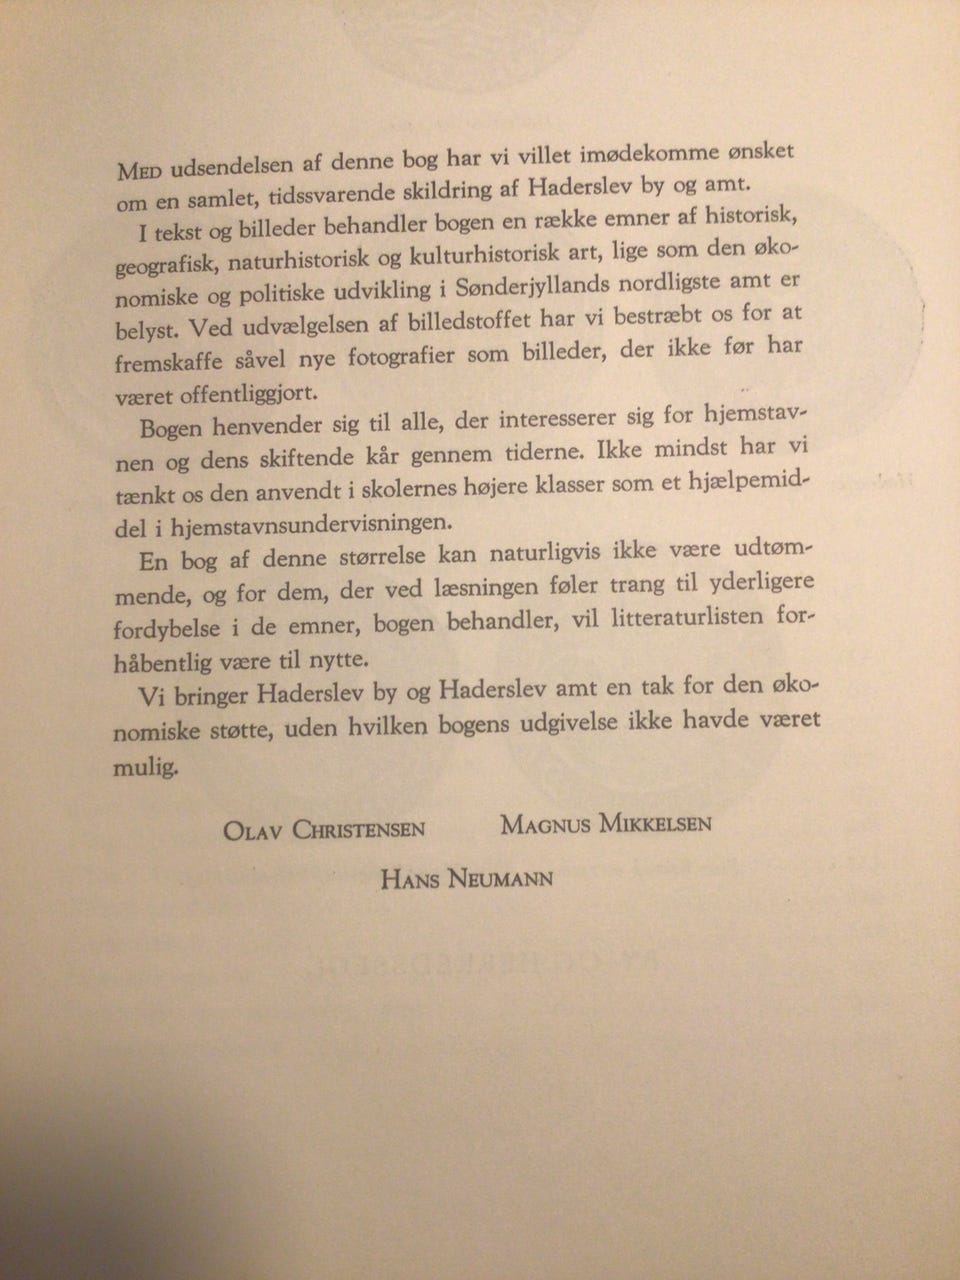 MED udsendelsen af denne bog har vi villet imødekomme ønsket
om en samlet, tidssvarende skildring af Haderslev by og amt.
I tekst og billeder behandler bogen en række emner af historisk,
geografisk, naturhistorisk og kulturhistorisk art, lige som den øko-
nomiske og politiske udvikling i Sønderjyllands nordligste amt er
belyst. Ved udvælgelsen af billedstoffet har vi bestræbt os for at
fremskaffe såvel nye fotografier som billeder, der ikke før har
været offentliggjort.
Bogen henvender sig til alle, der interesserer sig for hjemstav-
nen og dens skiftende kår gennem tiderne. Ikke mindst har vi
tænkt os den anvendt i skolernes højere klasser som et hjælpemid-
del i hjemstavnsundervisningen.
En bog af denne størrelse kan naturligvis ikke være udtøm-
mende, og for dem, der ved læsningen føler trang til yderligere
fordybelse i de emner, bogen behandler, vil litteraturlisten for-
håbentlig være til nytte.
Vi bringer Haderslev by og Haderslev amt en tak for den øko-
nomiske støtte, uden hvilken bogens udgivelse ikke havde været
mulig.
OLAV CHRISTENSEN MAGNUS MIKKELSEN
HANS NEUMANN